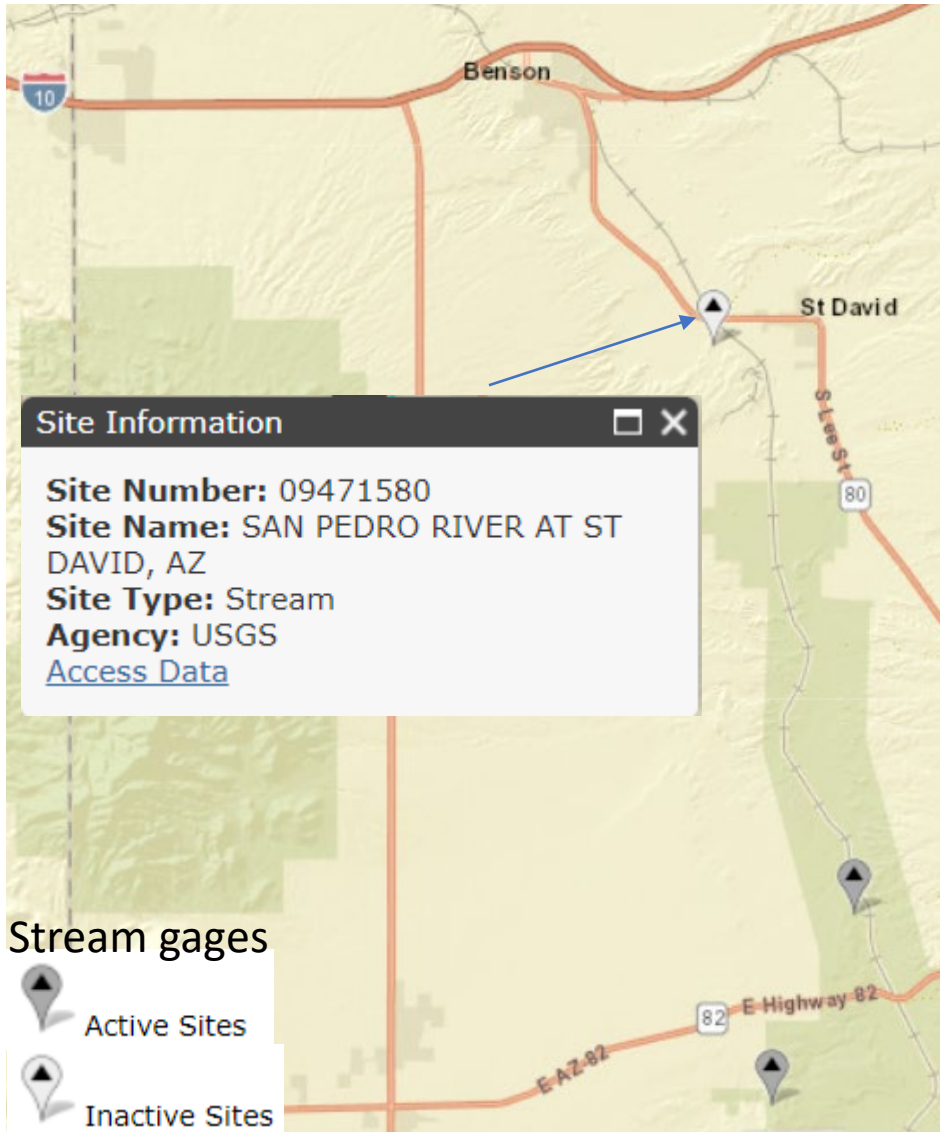 Benson
10
St David
S Lee St
80
Site Information
Site Number: 09471580
Site Name: SAN PEDRO RIVER AT ST
DAVID, AZ
Site Type: Stream
Agency: USGS
Access Data
Stream gages
Active Sites
Inactive Sites
82
E Highway 82
E AZ-82